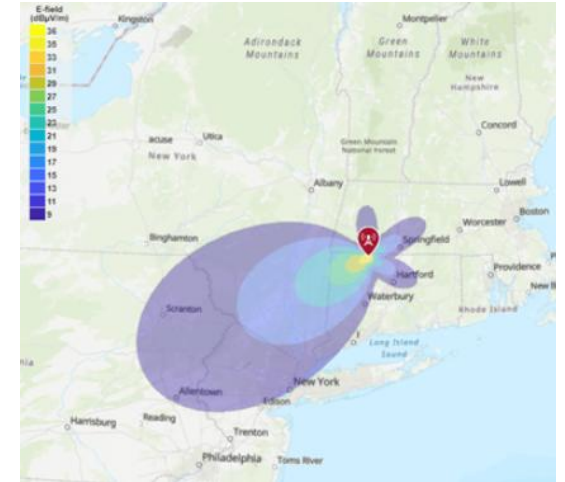 E-field
(dBμV/m)
36
35
33
31
29
27
25
23
21
19
17
15
13
11
9
Kingston
Montpelier
Adirondack
Mountains
Green
Mountains
White
Mountains
New
Hampshire
Concord
acuse
Utica
New York
Green Mountain
National Forest
Albany
Lowell
Boston
Worcester
Binghamton
Springfield
Hartford
Providence
New B
Waterbury
Rhode Island
Scranton
Long Island
Sound
nia
Allentown
New York
Edison
Harrisburg
Reading
Trenton
Philadelphia
Toms River